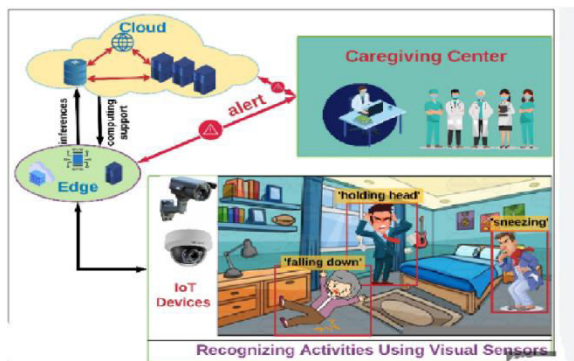 Cloud
Caregiving Center
alert
inferences
computing
support
Edge
'holding head'
'sneezing'
'falling down'
IoT
Devices
Recognizing Activities Using Visual Sensors